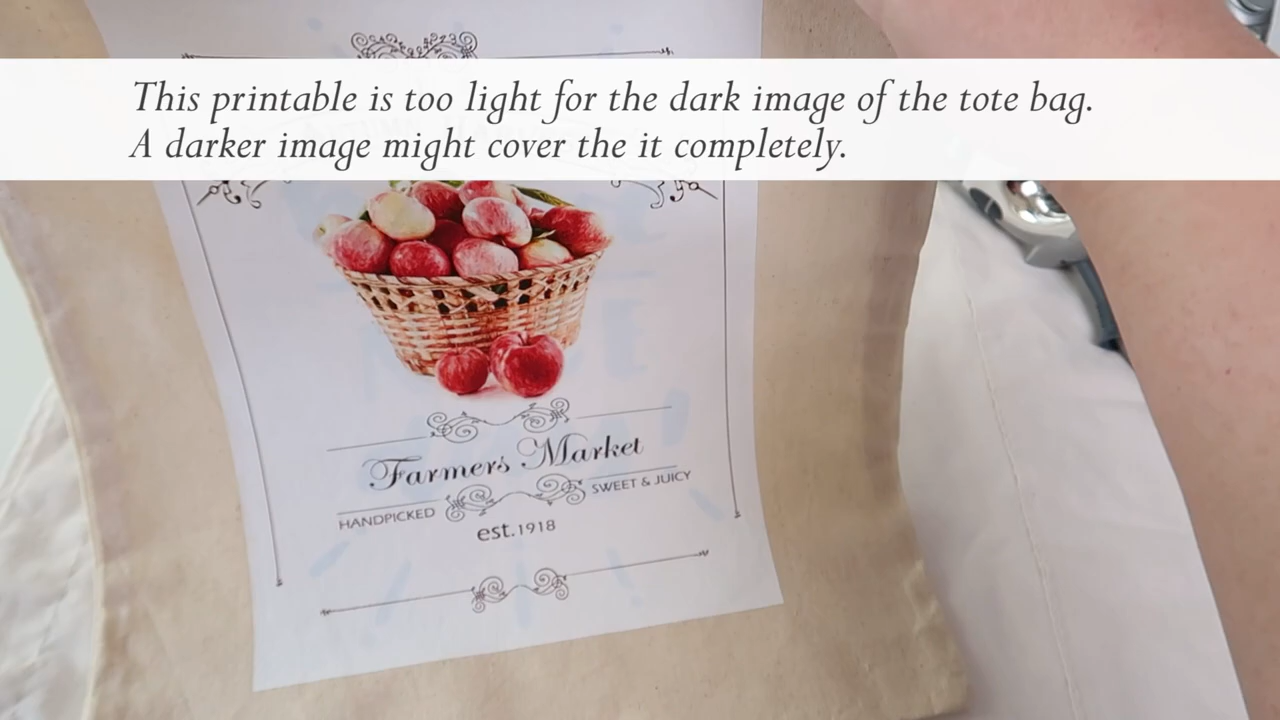 This printable is too light for the dark image of the tote bag.
A darker image might cover the it completely.
Farmers Market
HANDPICKED SWEET & JUICY
est.1918